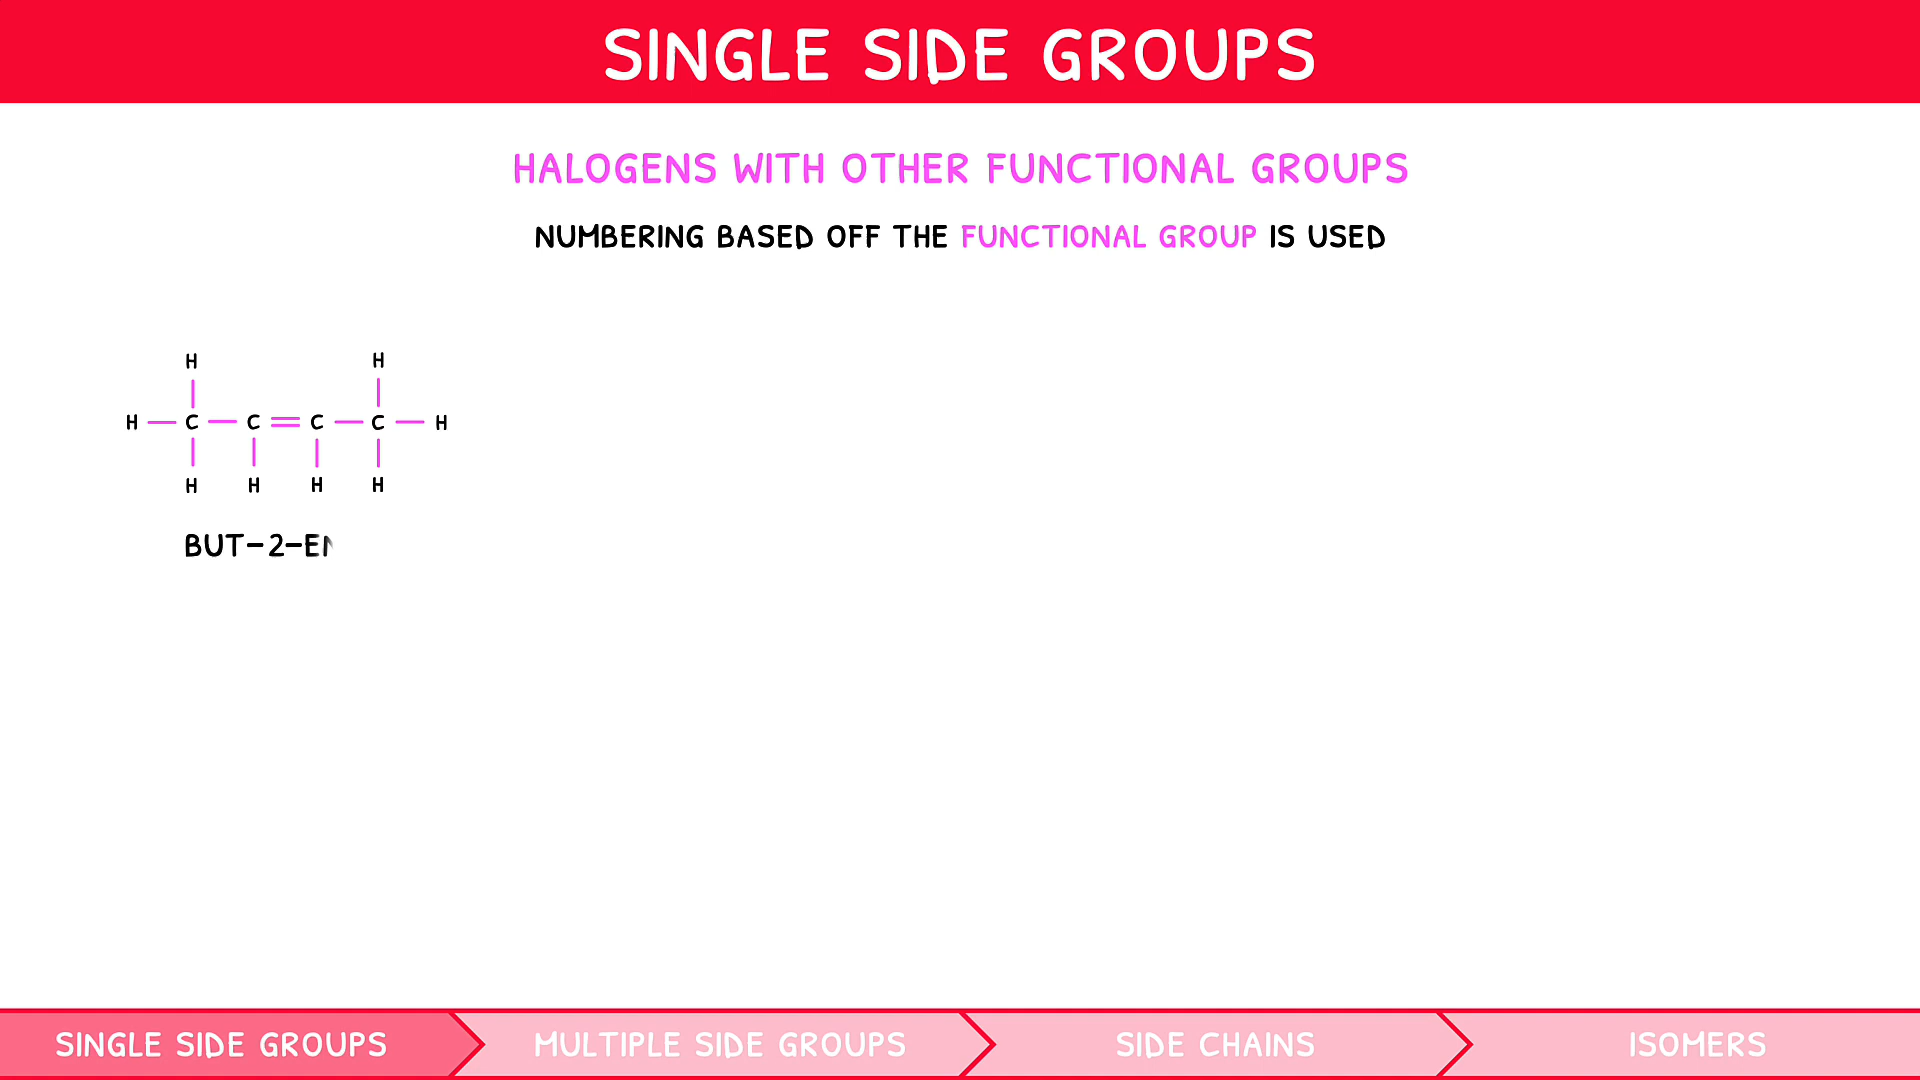 SINGLE SIDE GROUPS
HALOGENS WITH OTHER FUNCTIONAL GROUPS
NUMBERING BASED OFF THE FUNCTIONAL GROUP IS USED
H H
H C C C C H
H H H H
BUT-2-EN
SINGLE SIDE GROUPS MULTIPLE SIDE GROUPS SIDE CHAINS ISOMERS